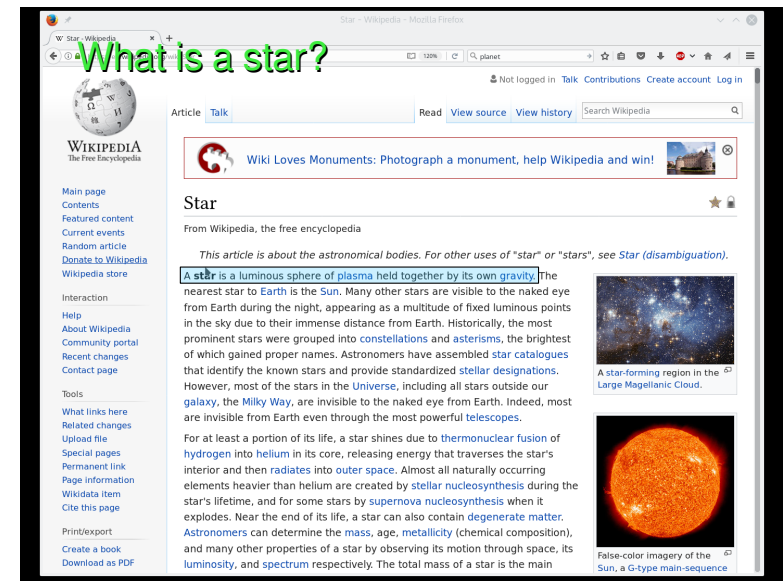 Star - Wikipedia - Mozilla Firefox
W Star - Wikipedia × +
What is a star?
120% planet
Not logged in Talk Contributions Create account Log in
Article Talk Read View source View history Search Wikipedia
WIKIPEDIA
The Free Encyclopedia
Wiki Loves Monuments: Photograph a monument, help Wikipedia and win!
Main page
Contents
Featured content
Current events
Random article
Donate to Wikipedia
Wikipedia store
Interaction
Help
About Wikipedia
Community portal
Recent changes
Contact page
Tools
What links here
Related changes
Upload file
Special pages
Permanent link
Page information
Wikidata item
Cite this page
Print/export
Create a book
Download as PDF
Star
From Wikipedia, the free encyclopedia
This article is about the astronomical bodies. For other uses of "star" or "stars", see Star (disambiguation).
A star is a luminous sphere of plasma held together by its own gravity. The
nearest star to Earth is the Sun. Many other stars are visible to the naked eye
from Earth during the night, appearing as a multitude of fixed luminous points
in the sky due to their immense distance from Earth. Historically, the most
prominent stars were grouped into constellations and asterisms, the brightest
of which gained proper names. Astronomers have assembled star catalogues
that identify the known stars and provide standardized stellar designations.
However, most of the stars in the Universe, including all stars outside our
galaxy, the Milky Way, are invisible to the naked eye from Earth. Indeed, most
are invisible from Earth even through the most powerful telescopes.
For at least a portion of its life, a star shines due to thermonuclear fusion of
hydrogen into helium in its core, releasing energy that traverses the star's
interior and then radiates into outer space. Almost all naturally occurring
elements heavier than helium are created by stellar nucleosynthesis during the
star's lifetime, and for some stars by supernova nucleosynthesis when it
explodes. Near the end of its life, a star can also contain degenerate matter.
Astronomers can determine the mass, age, metallicity (chemical composition),
and many other properties of a star by observing its motion through space, its
luminosity, and spectrum respectively. The total mass of a star is the main
A star-forming region in the
Large Magellanic Cloud.
False-color imagery of the
Sun, a G-type main-sequence